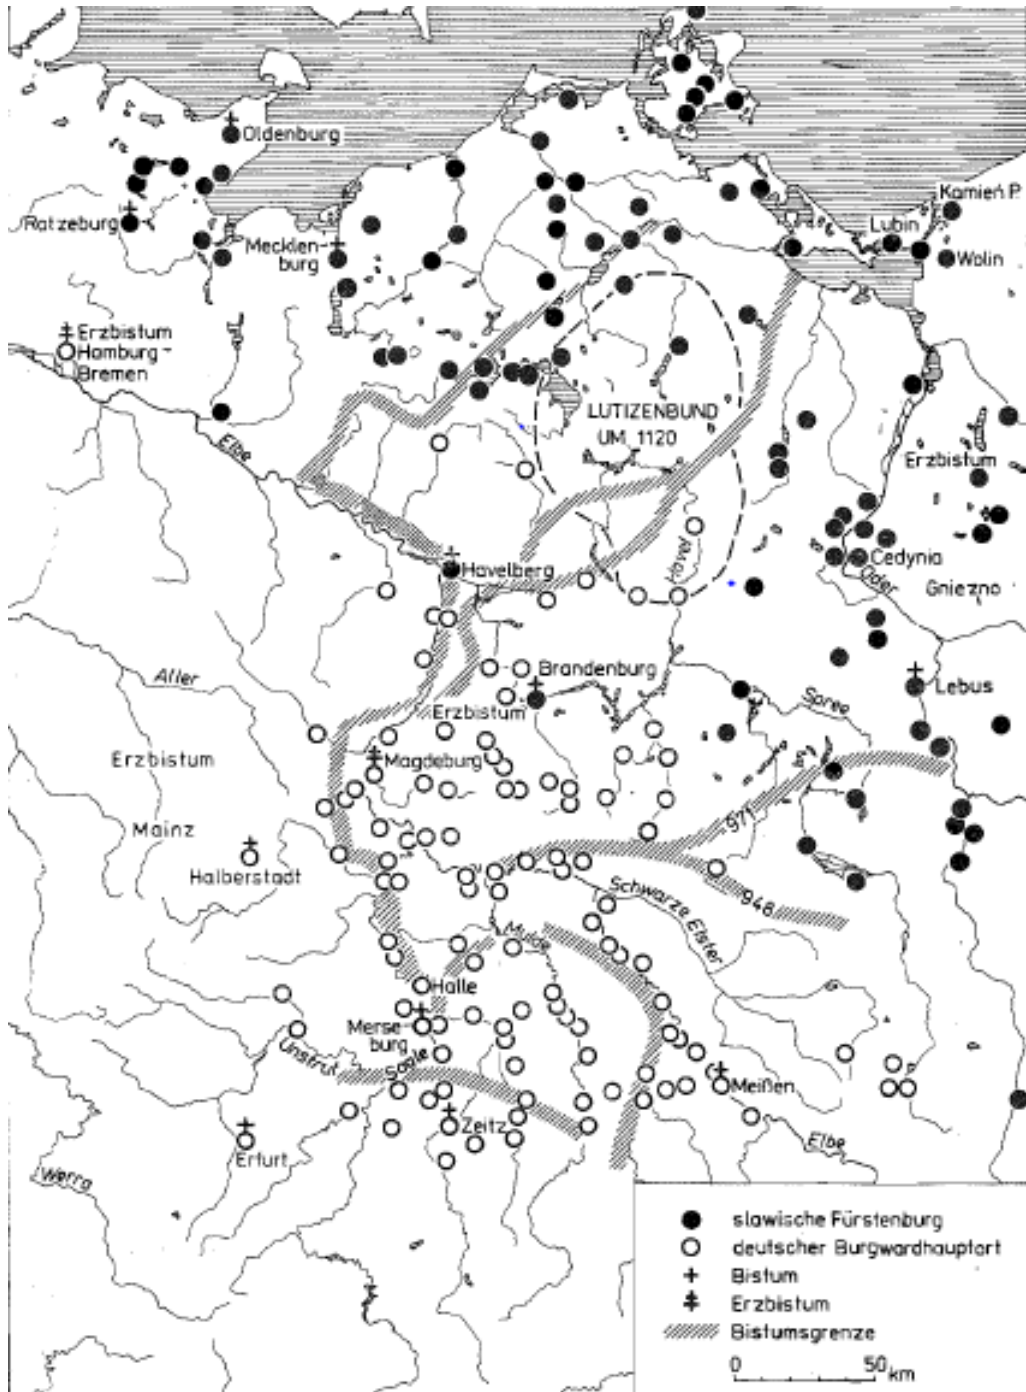 Oldenburg
Kamień P.
Ratzeburg
Lubin
Mecklen-
burg
Wolin
Erzbistum
Hamburg-
Bremen
LUTIZENBUND
UM 1120
Elbe
Erzbistum
Havelberg
Havel
Cedynia
Oder
Gniezno
Aller
Brandenburg
Lebus
Spree
Erzbistum
Erzbistum
Magdeburg
971
Mainz
Halberstadt
Schwarze Elster
948
Mulde
Halle
Merse-
burg
Unstrut
Saale
Meißen
Zeitz
Elbe
Erfurt
Werra
slawische Fürstenburg
deutscher Burgwardhauptort
Bistum
Erzbistum
Bistumsgrenze
0 50 km